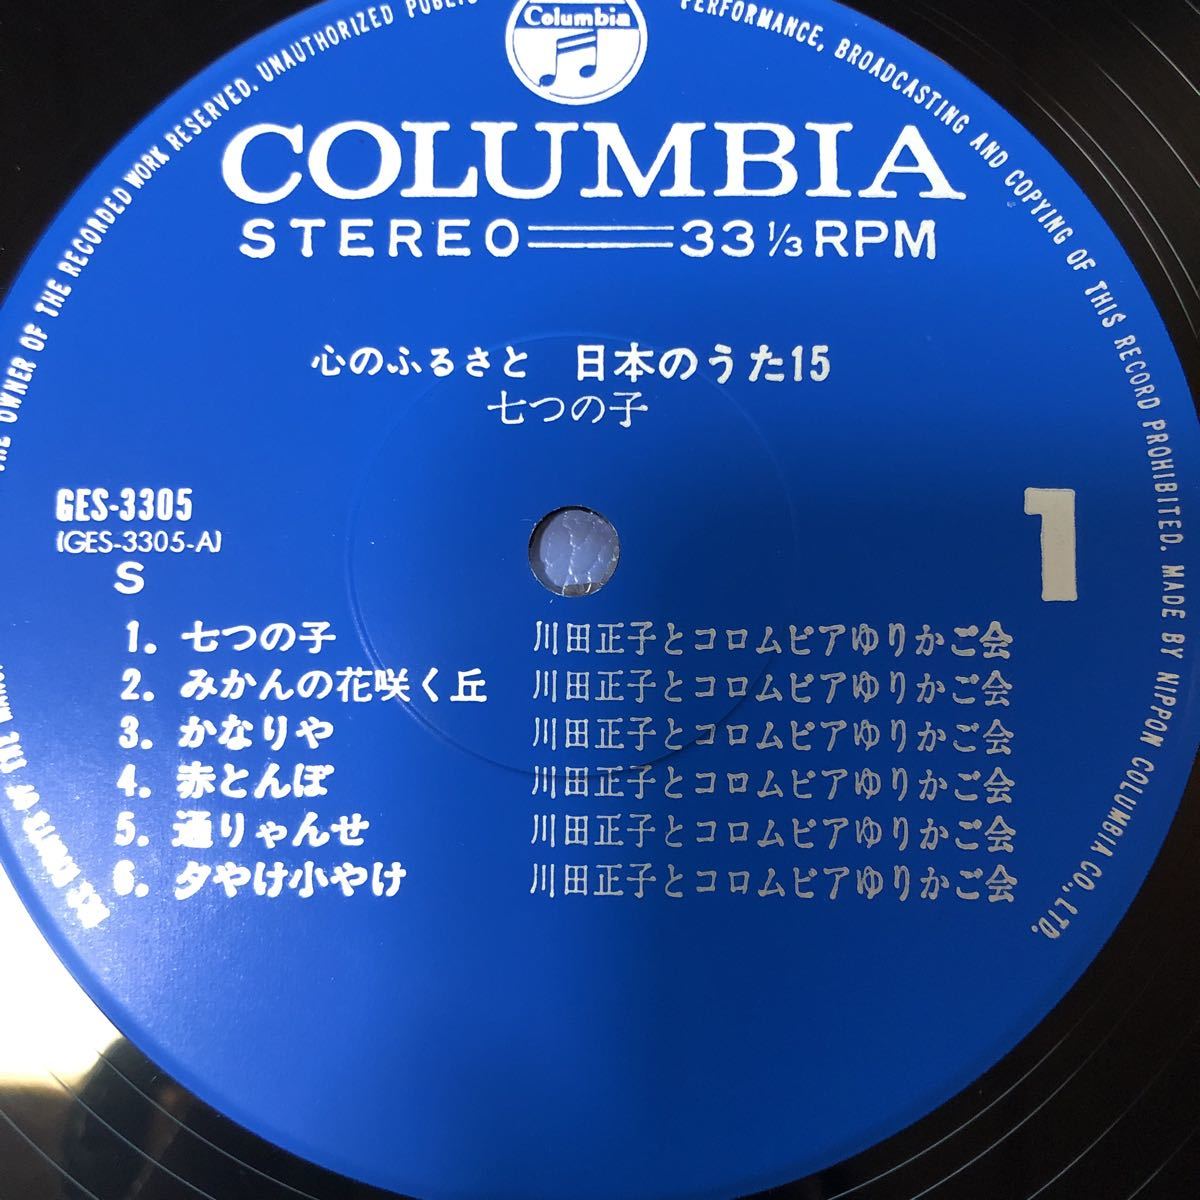 THE OWNER OF THE RECORDED WORK RESERVED. UNAUTHORIZED PUBLIC PERFORMANCE, BROADCASTING AND COPYING OF THIS RECORD PROHIBITED. MADE BY NIPPON COLUMBIA CO., LTD.
Columbia
COLUMBIA
STEREO 33 1/3 RPM
心のふるさと 日本のうた15
七つの子
GES-3305
(GES-3305-A)
S
1
1. 七つの子 川田正子とコロムビアゆりかご会
2. みかんの花咲く丘 川田正子とコロムビアゆりかご会
3. かなりや 川田正子とコロムビアゆりかご会
4. 赤とんぼ 川田正子とコロムビアゆりかご会
5. 通りゃんせ 川田正子とコロムビアゆりかご会
6. 夕やけ小やけ 川田正子とコロムビアゆりかご会